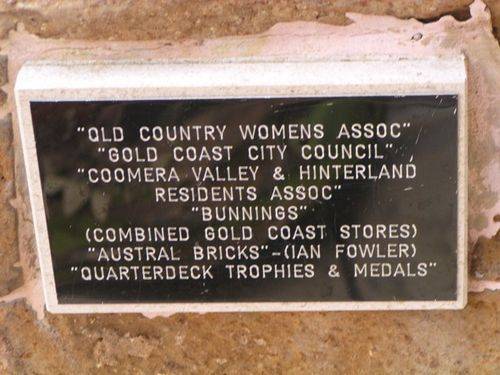 "QLD COUNTRY WOMENS ASSOC"
"GOLD COAST CITY COUNCIL"
"COOMERA VALLEY & HINTERLAND
RESIDENTS ASSOC"
"BUNNINGS"
(COMBINED GOLD COAST STORES)
"AUSTRAL BRICKS"-(IAN FOWLER)
"QUARTERDECK TROPHIES & MEDALS"